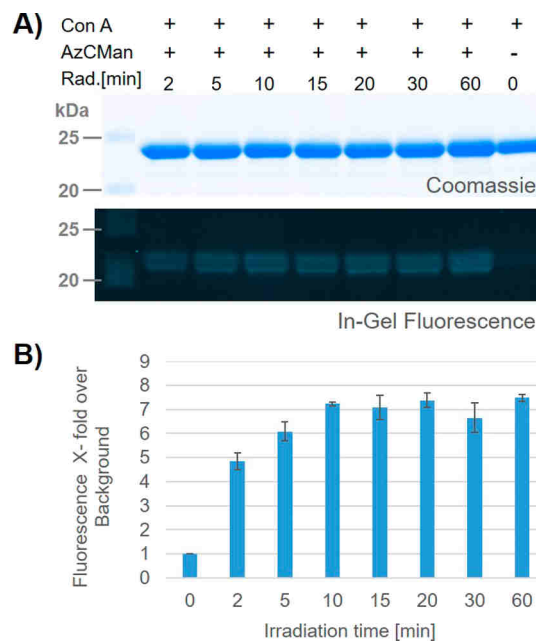 A)
Con A + + + + + + + +
AzCMan + + + + + + + -
Rad.[min] 2 5 10 15 20 30 60 0
kDa
25
20
Coomassie
25
20
In-Gel Fluorescence
B)
Fluorescence X- fold over
Background
9
8
7
6
5
4
3
2
1
0
0 2 5 10 15 20 30 60
Irradiation time [min]